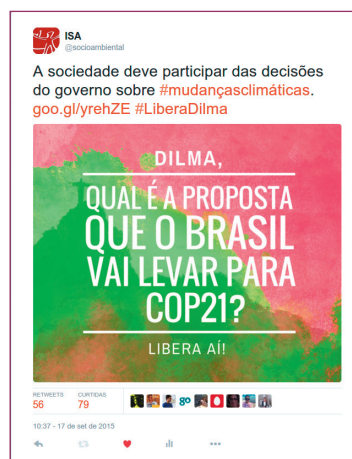 ISA
@socioambiental
A sociedade deve participar das decisões
do governo sobre #mudançasclimáticas.
goo.gl/yrehZE #LiberaDilma
DILMA,
QUAL É A PROPOSTA
QUE O BRASIL
VAI LEVAR PARA
COP21?
LIBERA AÍ!
RETWEETS CURTIDAS
56 79
go
10:37 - 17 de set de 2015